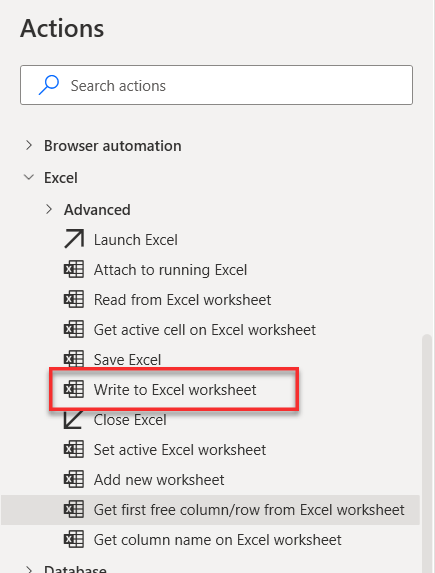 Actions
Search actions
Browser automation
Excel
Advanced
Launch Excel
Attach to running Excel
Read from Excel worksheet
Get active cell on Excel worksheet
Save Excel
Write to Excel worksheet
Close Excel
Set active Excel worksheet
Add new worksheet
Get first free column/row from Excel worksheet
Get column name on Excel worksheet
Database